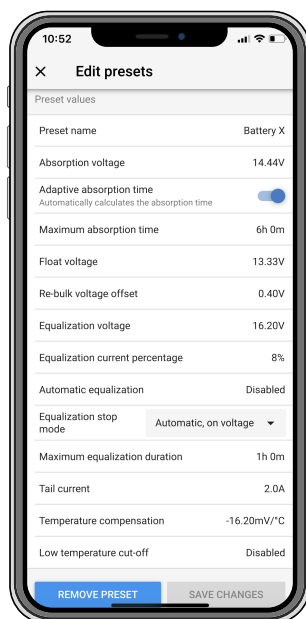 10:52
Edit presets
Preset values
Preset name Battery X
Absorption voltage 14.44V
Adaptive absorption time
Automatically calculates the absorption time
Maximum absorption time 6h 0m
Float voltage 13.33V
Re-bulk voltage offset 0.40V
Equalization voltage 16.20V
Equalization current percentage 8%
Automatic equalization Disabled
Equalization stop
mode Automatic, on voltage
Maximum equalization duration 1h 0m
Tail current 2.0A
Temperature compensation -16.20mV/°C
Low temperature cut-off Disabled
REMOVE PRESET SAVE CHANGES